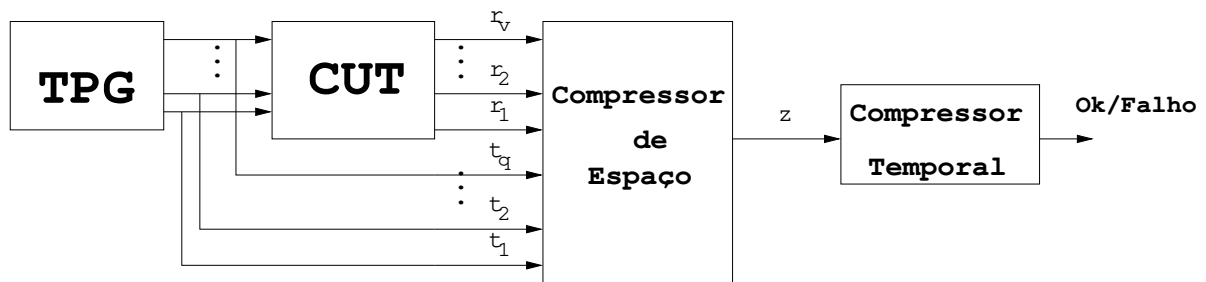 TPG
CUT
r_v
r_2
r_1
t_q
t_2
t_1
Compressor
de
Espaço
z
Compressor
Temporal
Ok/Falho